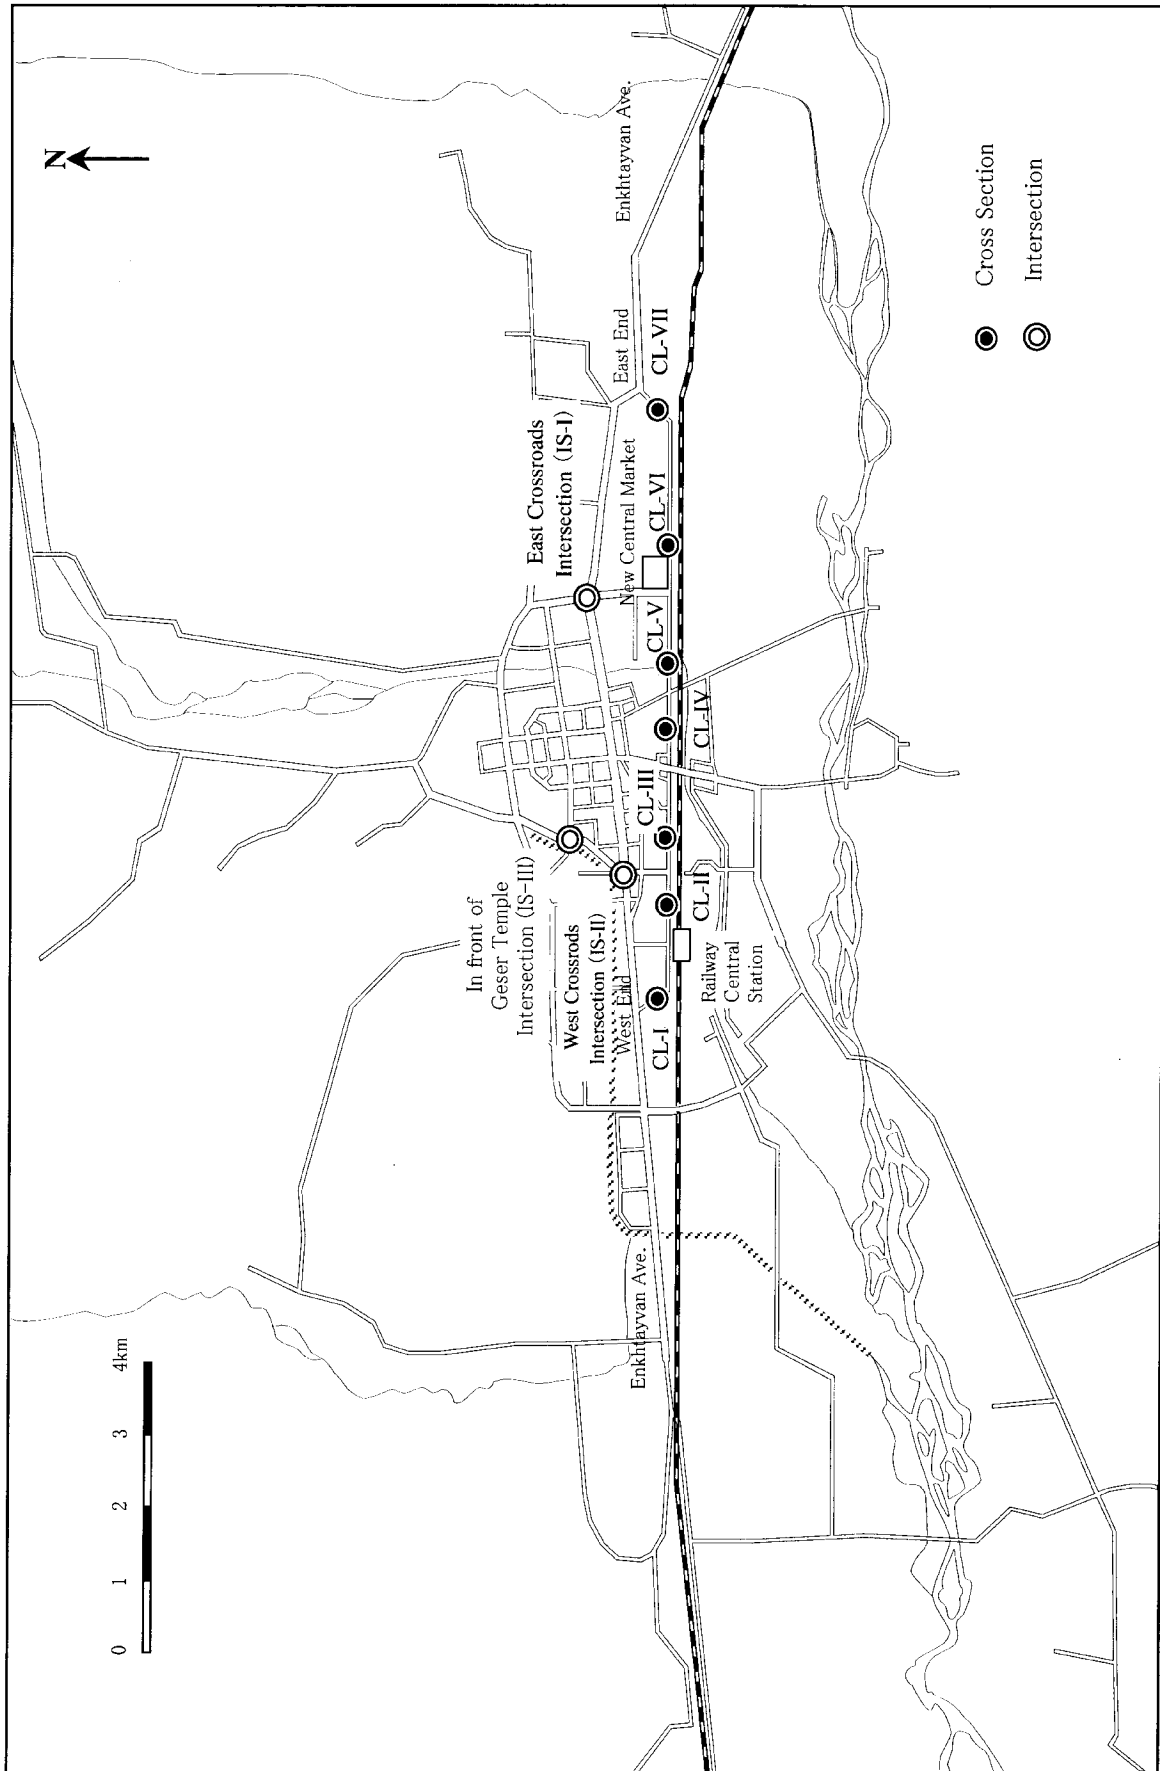 N
Enkhtayvan Ave.
East End
CL-VII
East Crossroads
Intersection (IS-I)
New Central Market
CL-VI
CL-V
CL-IV
CL-III
CL-II
In front of
Geser Temple
Intersection (IS-III)
West Crossrods
Intersection (IS-II)
West End
CL-I
Railway
Central
Station
Enkhtayvan Ave.
0 1 2 3 4km
Cross Section
Intersection